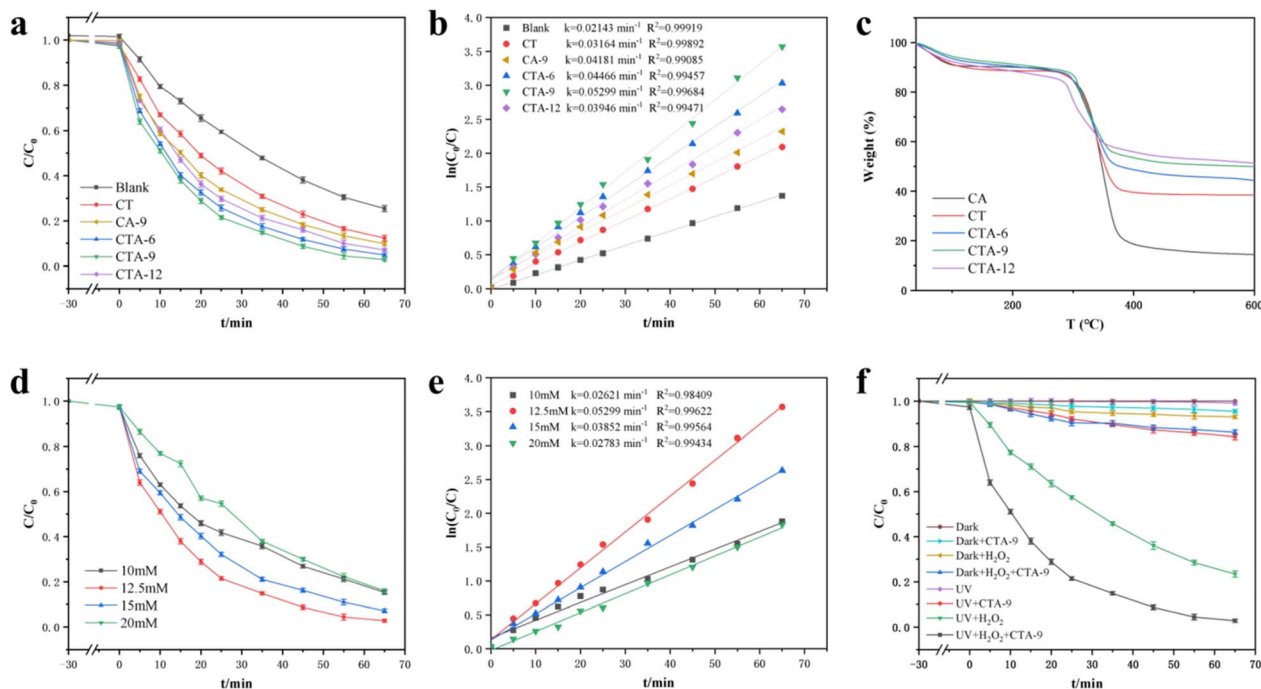 a
C/C₀
1.0
0.8
0.6
0.4
0.2
0.0
Blank
CT
CA-9
CTA-6
CTA-9
CTA-12
-30 0 10 20 30 40 50 60 70
t/min
b
ln(C₀/C)
4.0
3.5
3.0
2.5
2.0
1.5
1.0
0.5
0.0
Blank k=0.02143 min⁻¹ R²=0.99919
CT k=0.03164 min⁻¹ R²=0.99892
CA-9 k=0.04181 min⁻¹ R²=0.99085
CTA-6 k=0.04466 min⁻¹ R²=0.99457
CTA-9 k=0.05299 min⁻¹ R²=0.99684
CTA-12 k=0.03946 min⁻¹ R²=0.99471
0 10 20 30 40 50 60 70
t/min
c
Weight (%)
100
80
60
40
20
0
CA
CT
CTA-6
CTA-9
CTA-12
200 400 600
T (℃)
d
C/C₀
1.0
0.8
0.6
0.4
0.2
0.0
10mM
12.5mM
15mM
20mM
-30 0 10 20 30 40 50 60 70
t/min
e
ln(C₀/C)
4.0
3.5
3.0
2.5
2.0
1.5
1.0
0.5
0.0
10mM k=0.02621 min⁻¹ R²=0.98409
12.5mM k=0.05299 min⁻¹ R²=0.99622
15mM k=0.03852 min⁻¹ R²=0.99564
20mM k=0.02783 min⁻¹ R²=0.99434
0 10 20 30 40 50 60 70
t/min
f
C/C₀
1.0
0.8
0.6
0.4
0.2
0.0
Dark
Dark+CTA-9
Dark+H₂O₂
Dark+H₂O₂+CTA-9
UV
UV+CTA-9
UV+H₂O₂
UV+H₂O₂+CTA-9
-30 0 10 20 30 40 50 60 70
t/min